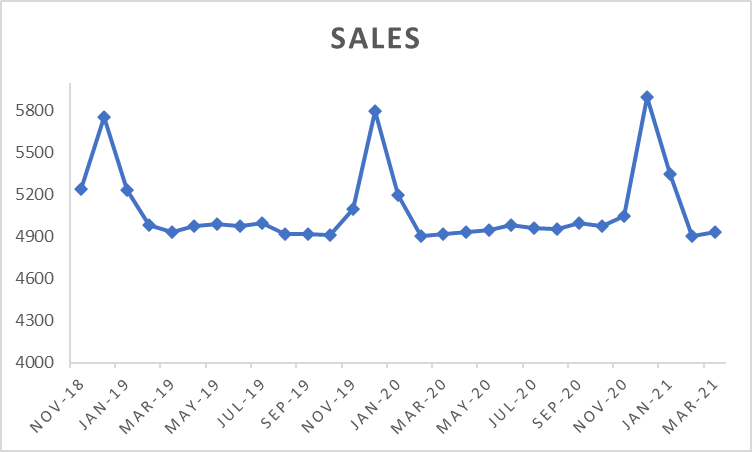 SALES
5800
5500
5200
4900
4600
4300
4000
NOV-18
JAN-19
MAR-19
MAY-19
JUL-19
SEP-19
NOV-19
JAN-20
MAR-20
MAY-20
JUL-20
SEP-20
NOV-20
JAN-21
MAR-21